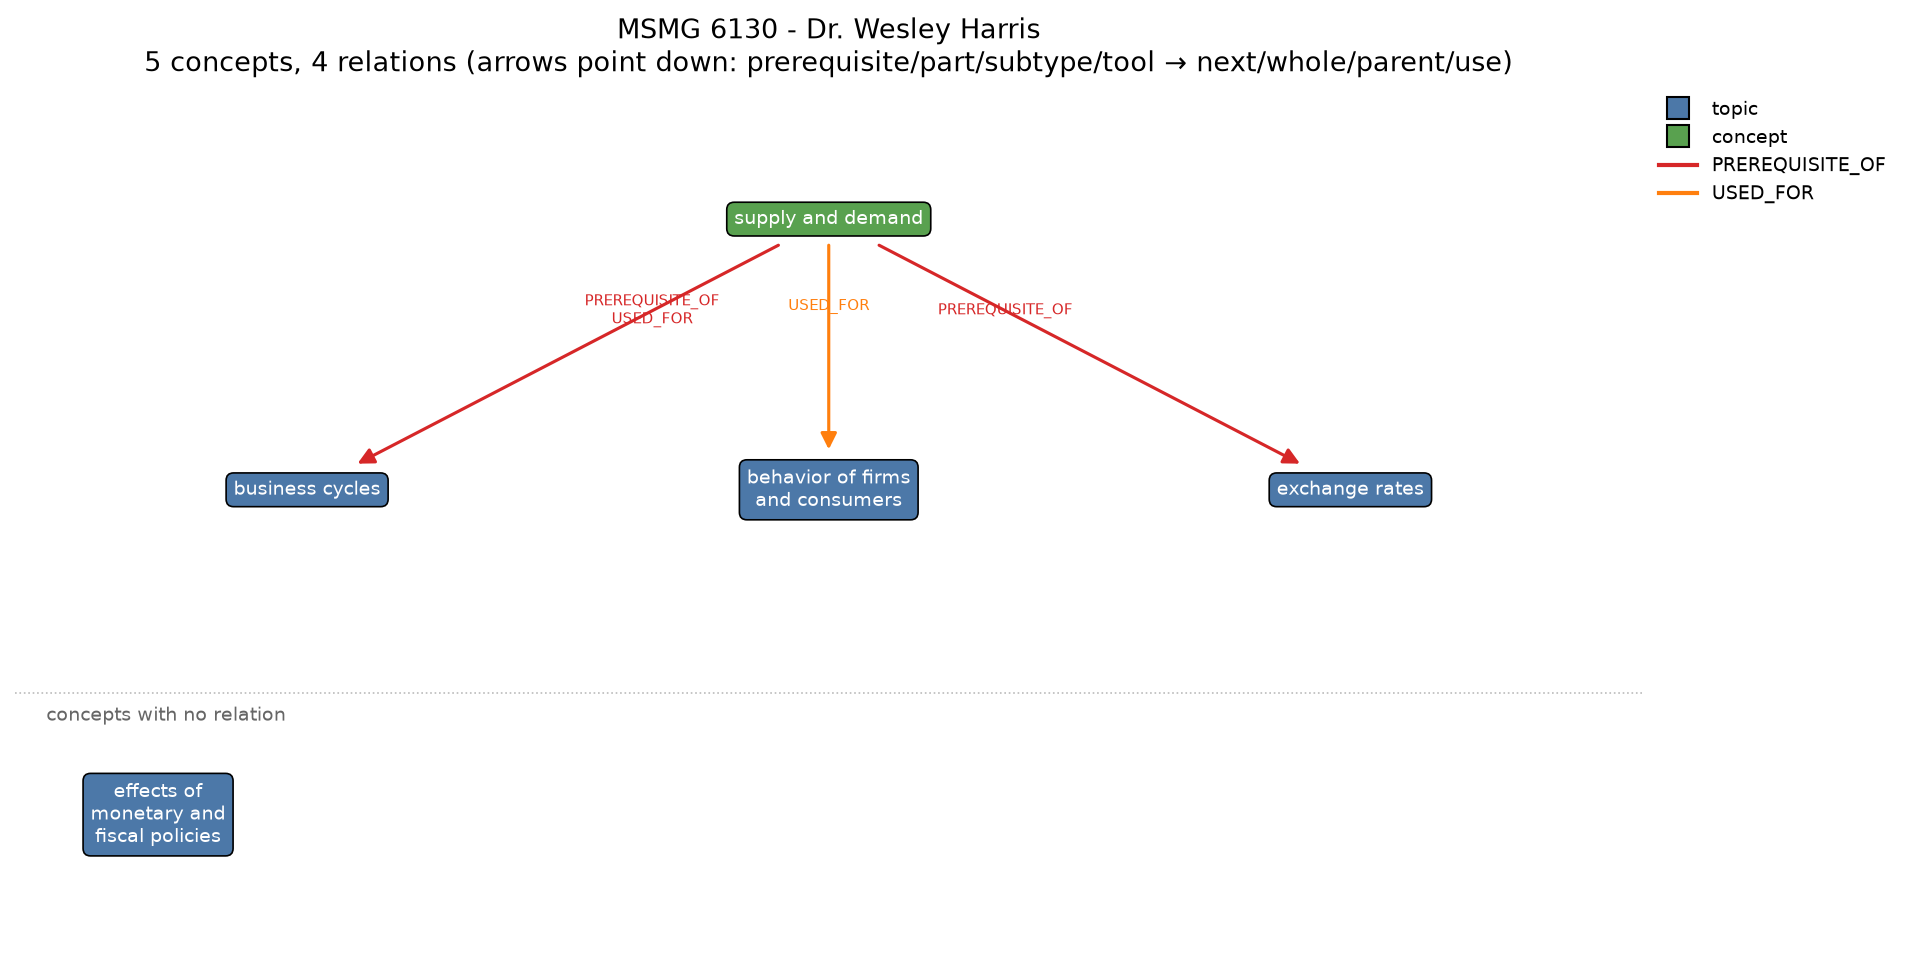 MSMG 6130 - Dr. Wesley Harris
5 concepts, 4 relations (arrows point down: prerequisite/part/subtype/tool → next/whole/parent/use)
topic
concept
PREREQUISITE_OF
USED_FOR
supply and demand
PREREQUISITE_OF
USED_FOR
USED_FOR
PREREQUISITE_OF
business cycles
behavior of firms
and consumers
exchange rates
concepts with no relation
effects of
monetary and
fiscal policies